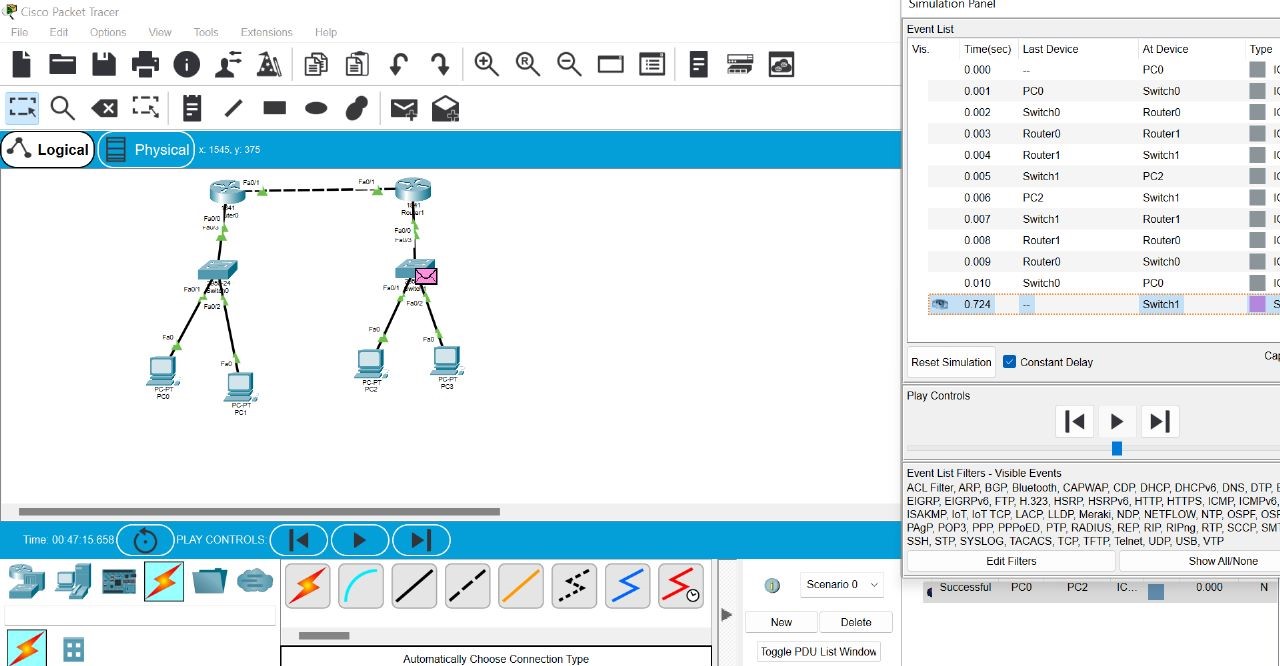 Cisco Packet Tracer
File Edit Options View Tools Extensions Help
Logical Physical x: 1545, y: 375
Fa0/1 Fa0/1
1841 1841
Router1
Fa0/0 Fa0/0
Fa0/3 Fa0/3
Fa0/1 Fa0/2 Fa0/1 Fa0/2
Fa0 Fa0 Fa0 Fa0
PC-PT
PC0
PC-PT
PC1
PC-PT
PC2
PC-PT
PC3
Time: 00:47:15.658 PLAY CONTROLS:
Scenario 0
New Delete
Toggle PDU List Window
Automatically Choose Connection Type
Simulation Panel
Event List
Vis. Time(sec) Last Device At Device Type
0.000 -- PC0 IC
0.001 PC0 Switch0 IC
0.002 Switch0 Router0 IC
0.003 Router0 Router1 IC
0.004 Router1 Switch1 IC
0.005 Switch1 PC2 IC
0.006 PC2 Switch1 IC
0.007 Switch1 Router1 IC
0.008 Router1 Router0 IC
0.009 Router0 Switch0 IC
0.010 Switch0 PC0 IC
0.724 -- Switch1 S
Reset Simulation Constant Delay Cap
Play Controls
Event List Filters - Visible Events
ACL Filter, ARP, BGP, Bluetooth, CAPWAP, CDP, DHCP, DHCPv6, DNS, DTP, E
EIGRP, EIGRPv6, FTP, H.323, HSRP, HSRPv6, HTTP, HTTPS, ICMP, ICMPv6,
ISAKMP, IoT, IoT TCP, LACP, LLDP, Meraki, NDP, NETFLOW, NTP, OSPF, OSF
PAgP, POP3, PPP, PPPoED, PTP, RADIUS, REP, RIP, RIPng, RTP, SCCP, SM
SSH, STP, SYSLOG, TACACS, TCP, TFTP, Telnet, UDP, USB, VTP
Edit Filters Show All/None
Successful PC0 PC2 IC... 0.000 N